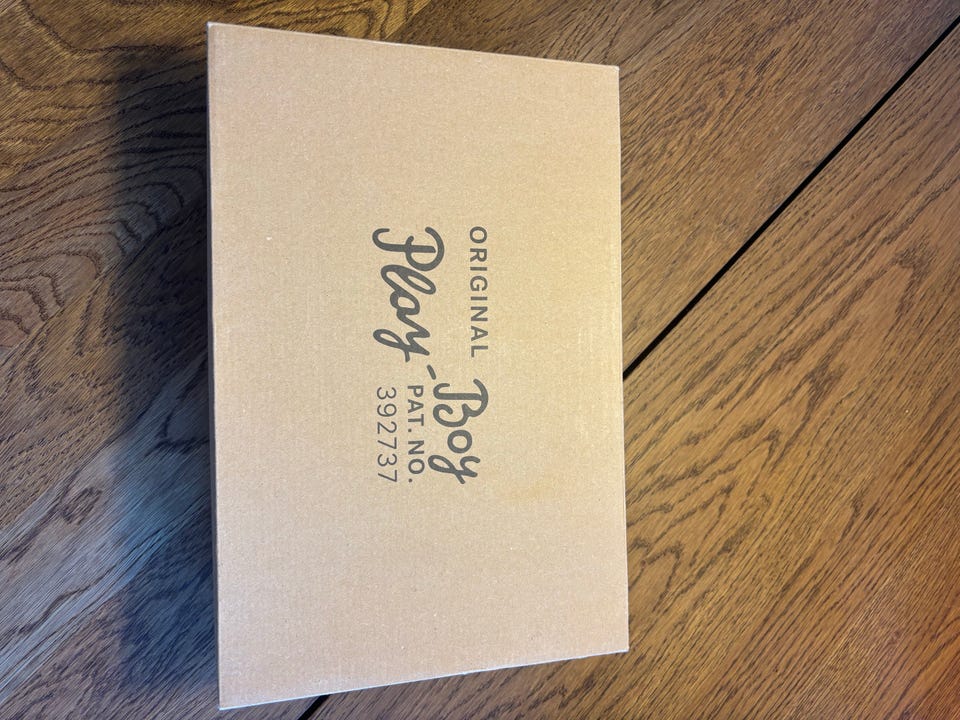 ORIGINAL
Play-Boy
PAT. NO.
392737